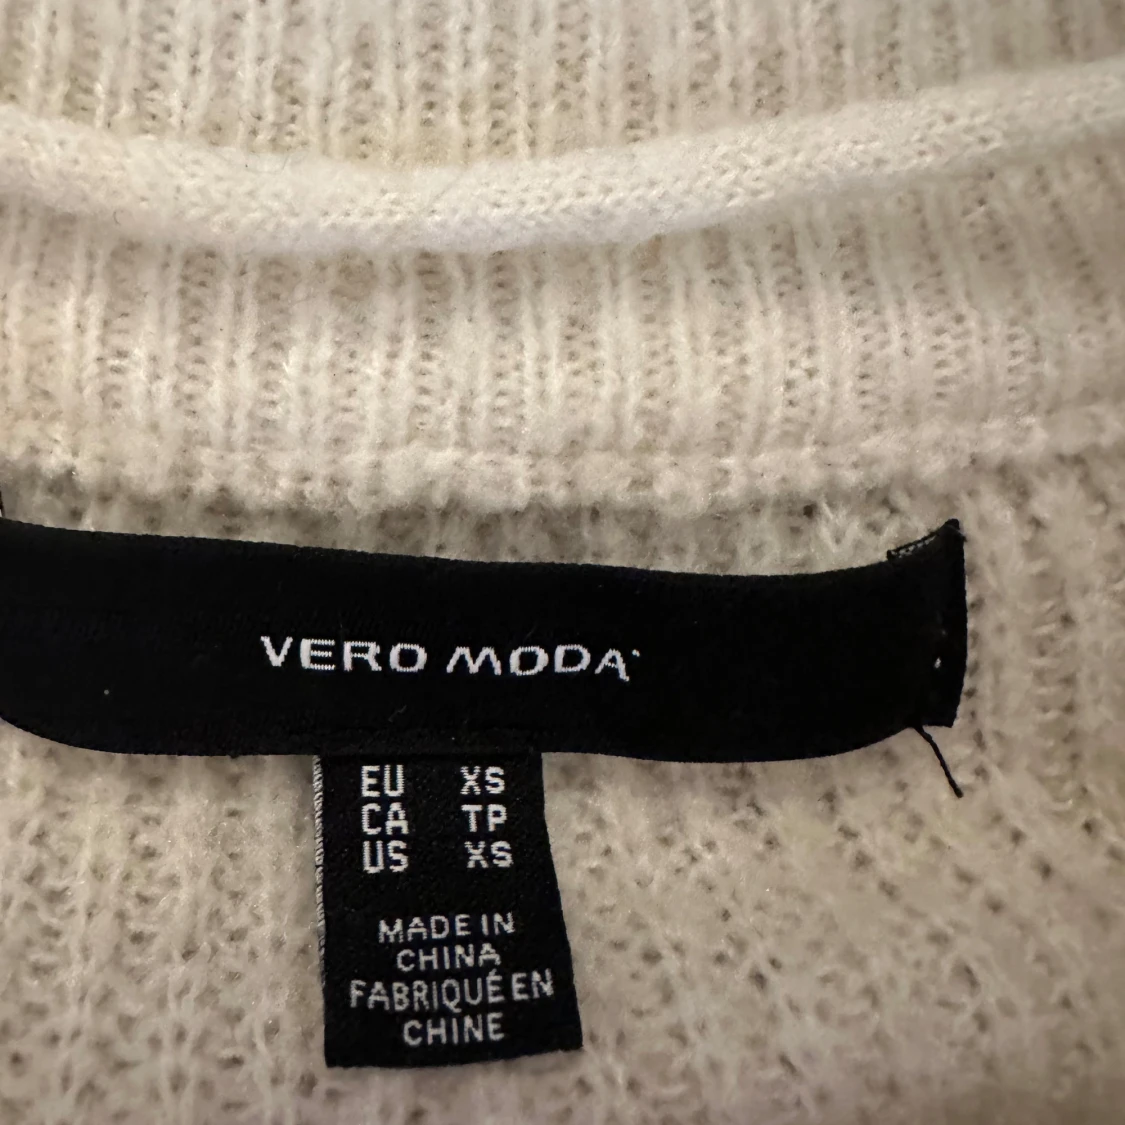 VERO MODA
EU XS
CA TP
US XS
MADE IN
CHINA
FABRIQUÉ EN
CHINE